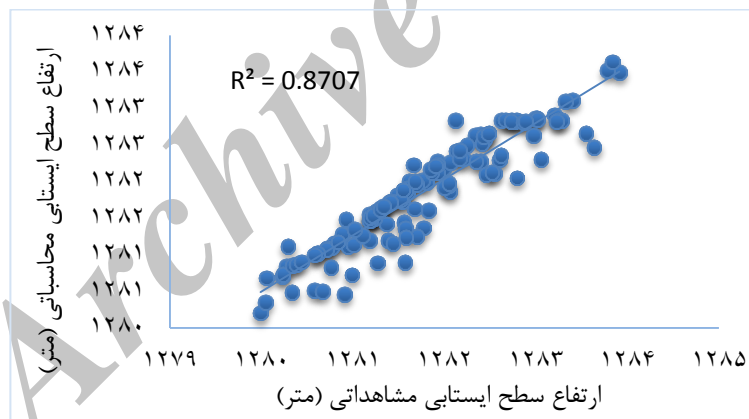 ۱۲۸۴
۱۲۸۴
۱۲۸۳
۱۲۸۳
۱۲۸۲
۱۲۸۲
۱۲۸۱
۱۲۸۱
۱۲۸۰
ارتفاع سطح ایستابی محاسباتی (متر)
R² = 0.8707
۱۲۷۹ ۱۲۸۰ ۱۲۸۱ ۱۲۸۲ ۱۲۸۳ ۱۲۸۴ ۱۲۸۵
ارتفاع سطح ایستابی مشاهداتی (متر)
Archive